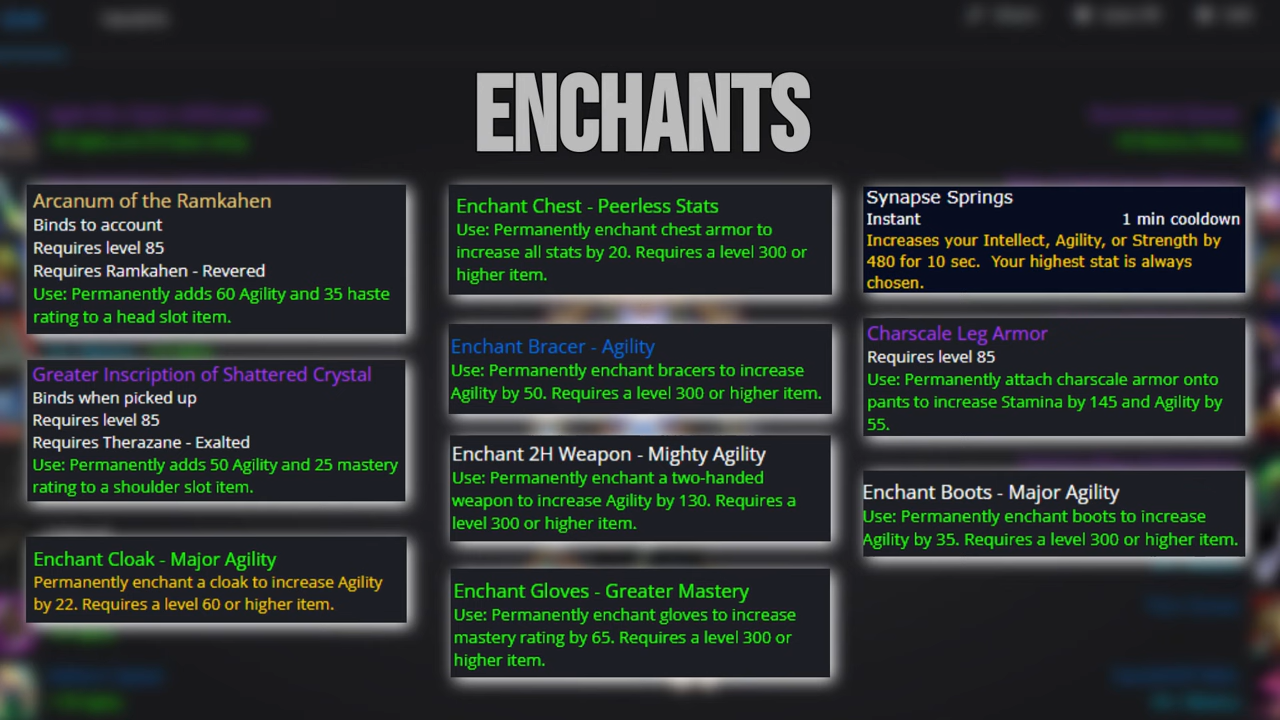 ENCHANTS
Arcanum of the Ramkahen
Binds to account
Requires level 85
Requires Ramkahen - Revered
Use: Permanently adds 60 Agility and 35 haste
rating to a head slot item.
Greater Inscription of Shattered Crystal
Binds when picked up
Requires level 85
Requires Therazane - Exalted
Use: Permanently adds 50 Agility and 25 mastery
rating to a shoulder slot item.
Enchant Cloak - Major Agility
Permanently enchant a cloak to increase Agility
by 22. Requires a level 60 or higher item.
Enchant Chest - Peerless Stats
Use: Permanently enchant chest armor to
increase all stats by 20. Requires a level 300 or
higher item.
Enchant Bracer - Agility
Use: Permanently enchant bracers to increase
Agility by 50. Requires a level 300 or higher item.
Enchant 2H Weapon - Mighty Agility
Use: Permanently enchant a two-handed
weapon to increase Agility by 130. Requires a
level 300 or higher item.
Enchant Gloves - Greater Mastery
Use: Permanently enchant gloves to increase
mastery rating by 65. Requires a level 300 or
higher item.
Synapse Springs
Instant 1 min cooldown
Increases your Intellect, Agility, or Strength by
480 for 10 sec. Your highest stat is always
chosen.
Charscale Leg Armor
Requires level 85
Use: Permanently attach charscale armor onto
pants to increase Stamina by 145 and Agility by
55.
Enchant Boots - Major Agility
Use: Permanently enchant boots to increase
Agility by 35. Requires a level 300 or higher item.